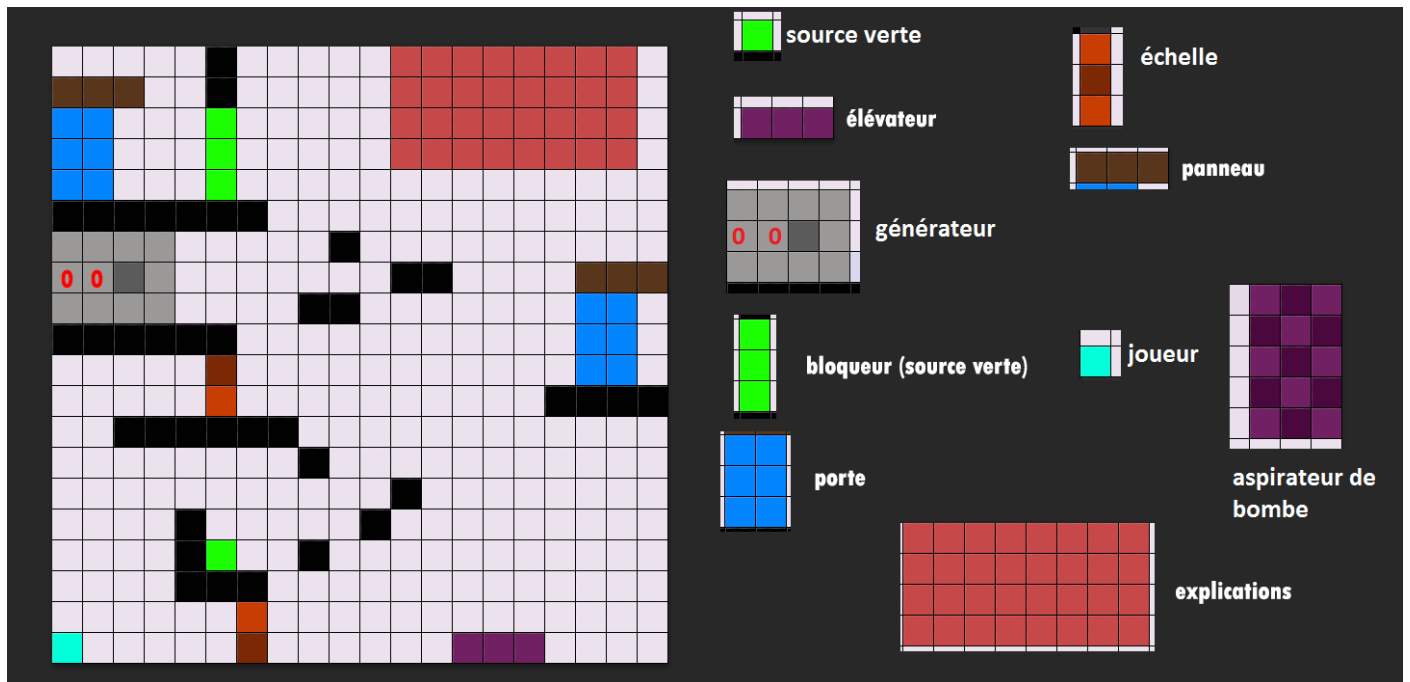 source verte
échelle
élévateur
panneau
0 0
générateur
0 0
joueur
bloqueur (source verte)
porte
aspirateur de
bombe
explications